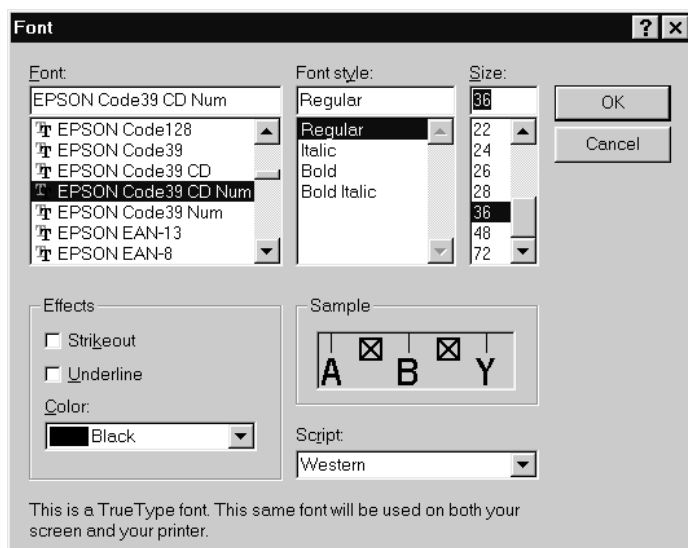 Font
Font:
EPSON Code39 CD Num
EPSON Code128
EPSON Code39
EPSON Code39 CD
EPSON Code39 CD Num
EPSON Code39 Num
EPSON EAN-13
EPSON EAN-8
Font style:
Regular
Regular
Italic
Bold
Bold Italic
Size:
36
22
24
26
28
36
48
72
OK
Cancel
Effects
Strikeout
Underline
Color:
Black
Sample
A B Y
Script:
Western
This is a TrueType font. This same font will be used on both your
screen and your printer.